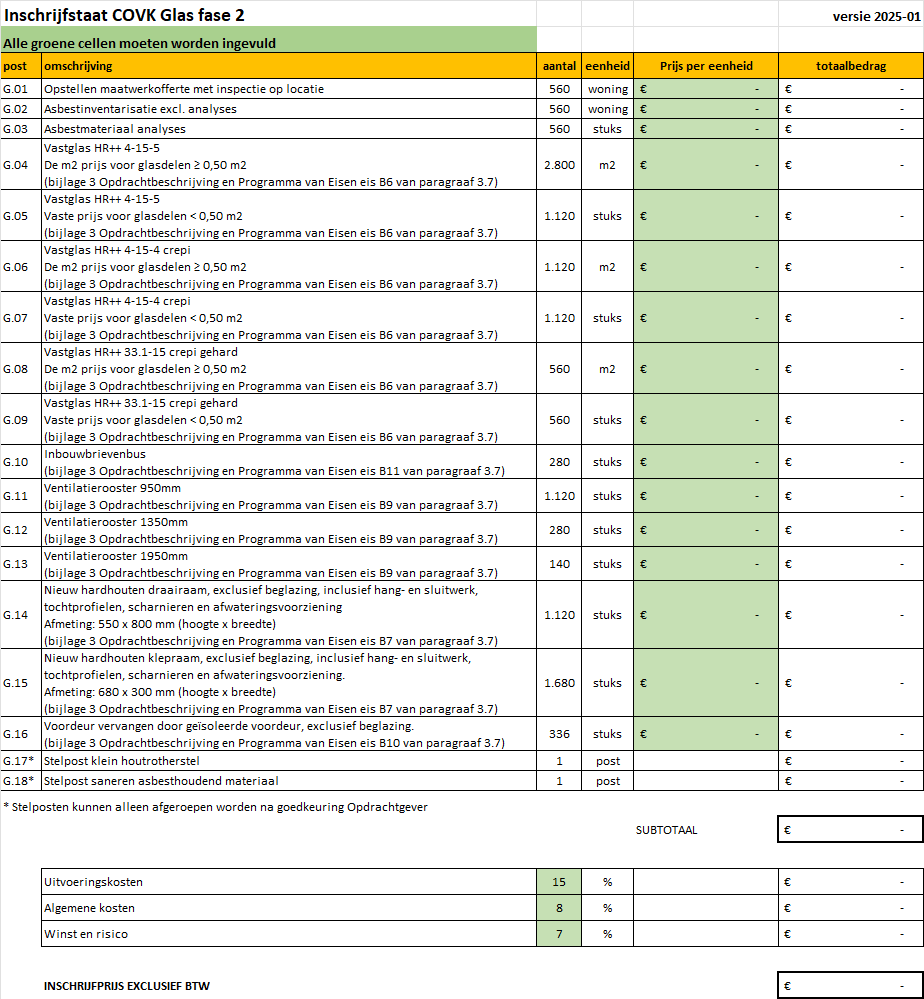 Inschrijfstaat COVK Glas fase 2 versie 2025-01
Alle groene cellen moeten worden ingevuld
post omschrijving aantal eenheid Prijs per eenheid totaalbedrag
G.01 Opstellen maatwerkofferte met inspectie op locatie 560 woning € - € -
G.02 Asbestinventarisatie excl. analyses 560 woning € - € -
G.03 Asbestmateriaal analyses 560 stuks € - € -
Vastglas HR++ 4-15-5
G.04 De m2 prijs voor glasdelen ≥ 0,50 m2 2.800 m2 € - € -
(bijlage 3 Opdrachtbeschrijving en Programma van Eisen eis B6 van paragraaf 3.7)
Vastglas HR++ 4-15-5
G.05 Vaste prijs voor glasdelen < 0,50 m2 1.120 stuks € - € -
(bijlage 3 Opdrachtbeschrijving en Programma van Eisen eis B6 van paragraaf 3.7)
Vastglas HR++ 4-15-4 crepi
G.06 De m2 prijs voor glasdelen ≥ 0,50 m2 1.120 m2 € - € -
(bijlage 3 Opdrachtbeschrijving en Programma van Eisen eis B6 van paragraaf 3.7)
Vastglas HR++ 4-15-4 crepi
G.07 Vaste prijs voor glasdelen < 0,50 m2 1.120 stuks € - € -
(bijlage 3 Opdrachtbeschrijving en Programma van Eisen eis B6 van paragraaf 3.7)
Vastglas HR++ 33.1-15 crepi gehard
G.08 De m2 prijs voor glasdelen ≥ 0,50 m2 560 m2 € - € -
(bijlage 3 Opdrachtbeschrijving en Programma van Eisen eis B6 van paragraaf 3.7)
Vastglas HR++ 33.1-15 crepi gehard
G.09 Vaste prijs voor glasdelen < 0,50 m2 560 stuks € - € -
(bijlage 3 Opdrachtbeschrijving en Programma van Eisen eis B6 van paragraaf 3.7)
G.10 Inbouwbrievenbus 280 stuks € - € -
(bijlage 3 Opdrachtbeschrijving en Programma van Eisen eis B11 van paragraaf 3.7)
G.11 Ventilatierooster 950mm 1.120 stuks € - € -
(bijlage 3 Opdrachtbeschrijving en Programma van Eisen eis B9 van paragraaf 3.7)
G.12 Ventilatierooster 1350mm 280 stuks € - € -
(bijlage 3 Opdrachtbeschrijving en Programma van Eisen eis B9 van paragraaf 3.7)
G.13 Ventilatierooster 1950mm 140 stuks € - € -
(bijlage 3 Opdrachtbeschrijving en Programma van Eisen eis B9 van paragraaf 3.7)
Nieuw hardhouten draairaam, exclusief beglazing, inclusief hang- en sluitwerk,
G.14 tochtprofielen, scharnieren en afwateringsvoorziening 1.120 stuks € - € -
Afmeting: 550 x 800 mm (hoogte x breedte)
(bijlage 3 Opdrachtbeschrijving en Programma van Eisen eis B7 van paragraaf 3.7)
Nieuw hardhouten klepraam, exclusief beglazing, inclusief hang- en sluitwerk,
G.15 tochtprofielen, scharnieren en afwateringsvoorziening. 1.680 stuks € - € -
Afmeting: 680 x 300 mm (hoogte x breedte)
(bijlage 3 Opdrachtbeschrijving en Programma van Eisen eis B7 van paragraaf 3.7)
G.16 Voordeur vervangen door geïsoleerde voordeur, exclusief beglazing. 336 stuks € - € -
(bijlage 3 Opdrachtbeschrijving en Programma van Eisen eis B10 van paragraaf 3.7)
G.17* Stelpost klein houtrotherstel 1 post € -
G.18* Stelpost saneren asbesthoudend materiaal 1 post € -
* Stelposten kunnen alleen afgeroepen worden na goedkeuring Opdrachtgever
SUBTOTAAL € -
Uitvoeringskosten 15 % € -
Algemene kosten 8 % € -
Winst en risico 7 % € -
INSCHRIJFPRIJS EXCLUSIEF BTW € -